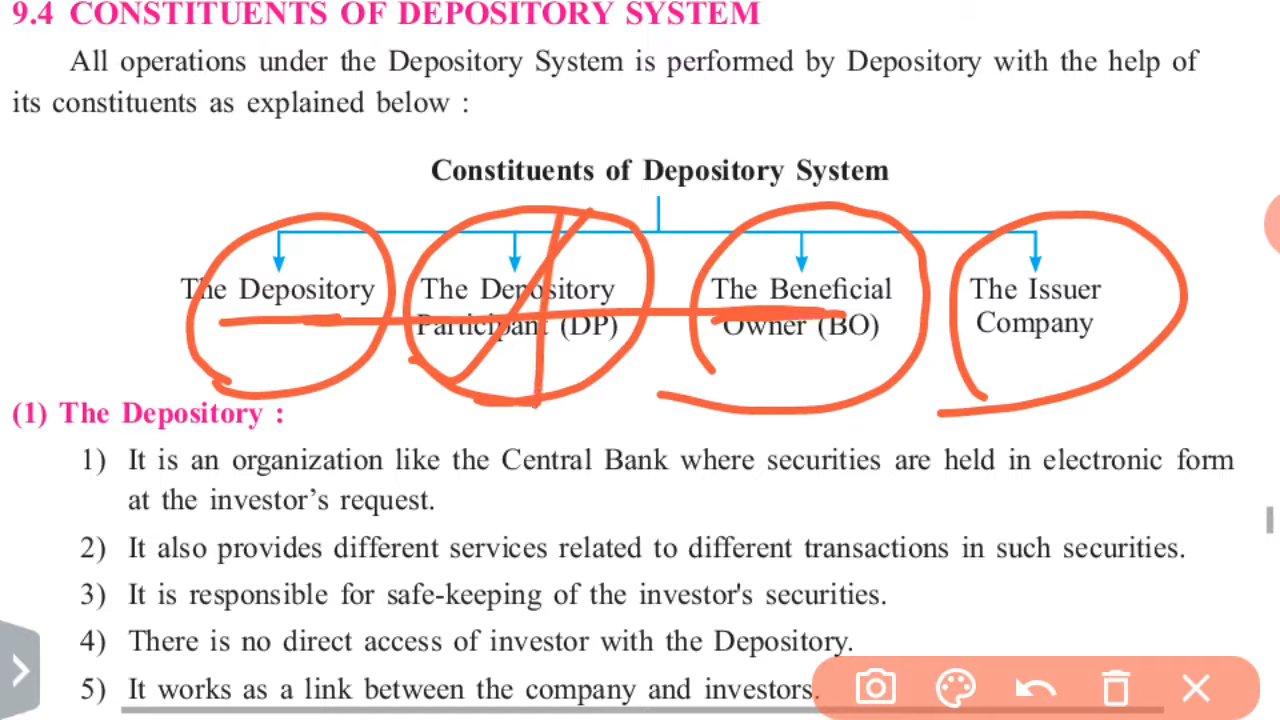 9.4 CONSTITUENTS OF DEPOSITORY SYSTEM
All operations under the Depository System is performed by Depository with the help of
its constituents as explained below :
Constituents of Depository System
The Depository
The Depository
Participant (DP)
The Beneficial
Owner (BO)
The Issuer
Company
(1) The Depository :
1) It is an organization like the Central Bank where securities are held in electronic form
at the investor’s request.
2) It also provides different services related to different transactions in such securities.
3) It is responsible for safe-keeping of the investor's securities.
4) There is no direct access of investor with the Depository.
5) It works as a link between the company and investors.